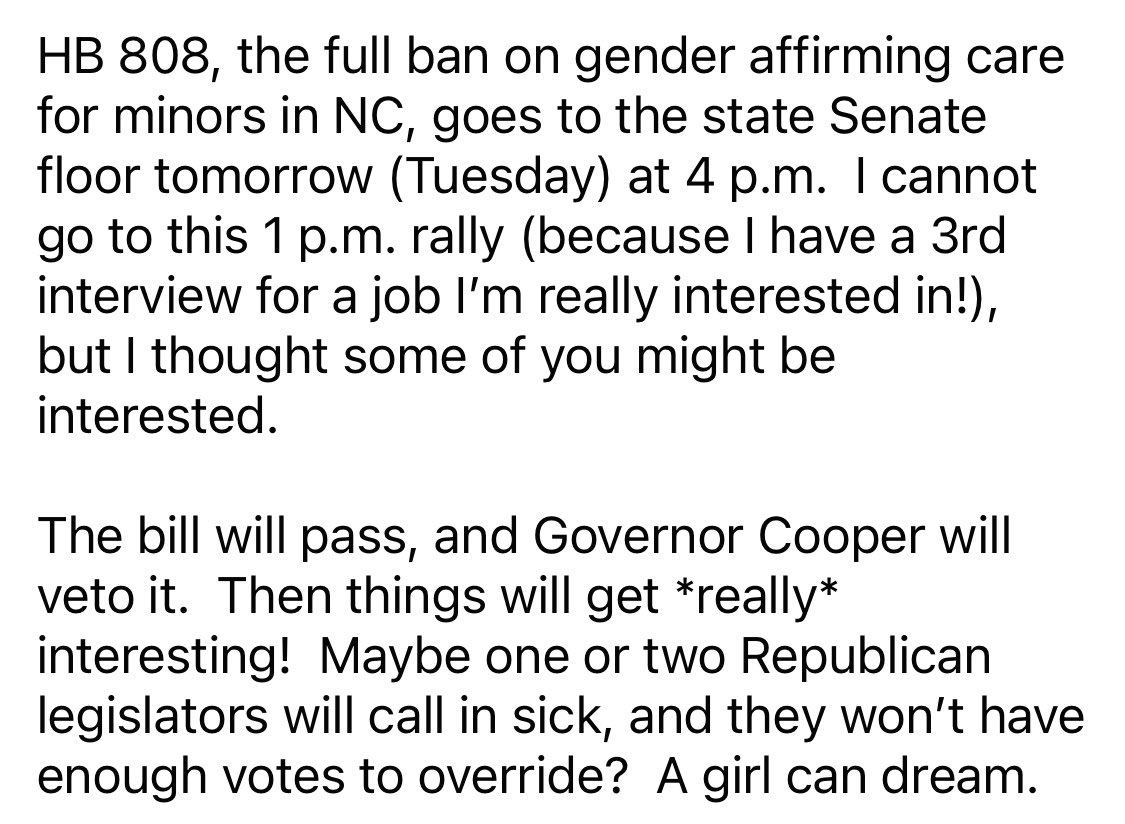 HB 808, the full ban on gender affirming care
for minors in NC, goes to the state Senate
floor tomorrow (Tuesday) at 4 p.m.  I cannot
go to this 1 p.m. rally (because I have a 3rd
interview for a job I’m really interested in!),
but I thought some of you might be
interested.

The bill will pass, and Governor Cooper will
veto it.  Then things will get *really*
interesting!  Maybe one or two Republican
legislators will call in sick, and they won’t have
enough votes to override?  A girl can dream.